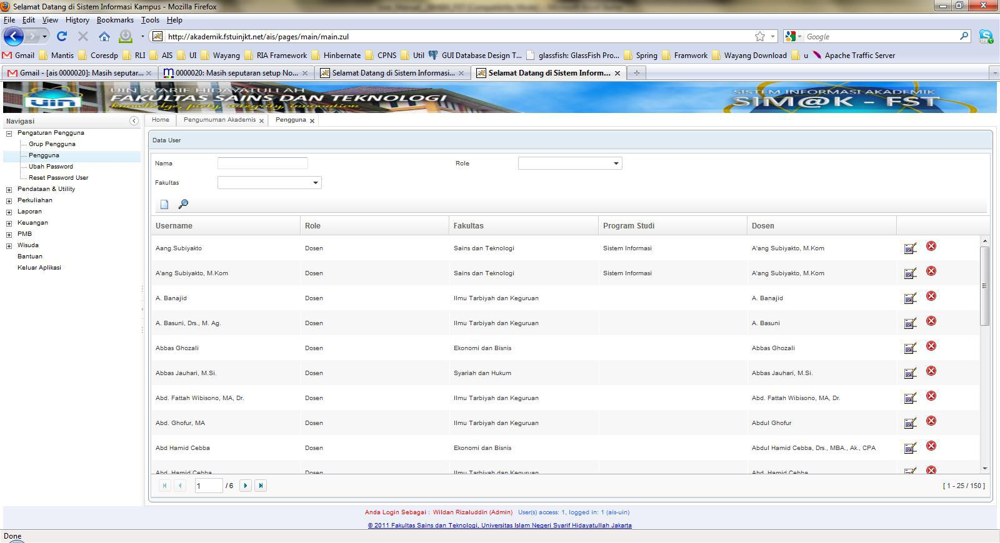 Selamat Datang di Sistem Informasi Kampus - Mozilla Firefox
File Edit View History Bookmarks Tools Help
http://akademik.fstuinjkt.net/ais/pages/main/main.zul
Google
Gmail Mantis Coresdp RLI AIS UI Wayang RIA Framework Hinbernate CPNS Util GUI Database Design T... glassfish: GlassFish Pro... Spring Framwork Wayang Download u Apache Traffic Server
Gmail - [ais 0000020]: Masih seputar... 0000020: Masih seputaran setup No... Selamat Datang di Sistem Informasi... Selamat Datang di Sistem Inform...
uin
UIN SYARIF HIDAYATULLAH
FAKULTAS SAINS DAN TEKNOLOGI
knowledge, piety, integrity, innovation
SISTEM INFORMASI AKADEMIK
SIM@K - FST
Navigasi
Pengaturan Pengguna
Grup Pengguna
Pengguna
Ubah Password
Reset Password User
Pendataan & Utility
Perkuliahan
Laporan
Keuangan
PMB
Wisuda
Bantuan
Keluar Aplikasi
Home Pengumuman Akademis Pengguna
Data User
Nama Role
Fakultas
Username Role Fakultas Program Studi Dosen
Aang.Subiyakto Dosen Sains dan Teknologi Sistem Informasi A'ang Subiyakto, M.Kom
A'ang Subiyakto, M.Kom Dosen Sains dan Teknologi Sistem Informasi A'ang Subiyakto, M.Kom
A. Banajid Dosen Ilmu Tarbiyah dan Keguruan A. Banajid
A. Basuni, Drs., M. Ag. Dosen Ilmu Tarbiyah dan Keguruan A. Basuni
Abbas Ghozali Dosen Ekonomi dan Bisnis Abbas Ghozali
Abbas Jauhari, M.Si. Dosen Syariah dan Hukum Abbas Jauhari, M.Si.
Abd. Fattah Wibisono, MA, Dr. Dosen Ilmu Tarbiyah dan Keguruan Abd. Fattah Wibisono, MA, Dr.
Abd. Ghofur, MA Dosen Ilmu Tarbiyah dan Keguruan Abdul Ghofur
Abd Hamid Cebba Dosen Ekonomi dan Bisnis Abdul Hamid Cebba, Drs., MBA., Ak., CPA
Abd. Hamid Cebba Dosen Ilmu Tarbiyah dan Keguruan Abd. Hamid Cebba
1 / 6 [ 1 - 25 / 150 ]
Anda Login Sebagai : Wildan Rizaluddin (Admin) User(s) access: 1, logged in: 1 (ais-uin)
© 2011 Fakultas Sains dan Teknologi, Universitas Islam Negeri Syarif Hidayatullah Jakarta
Done